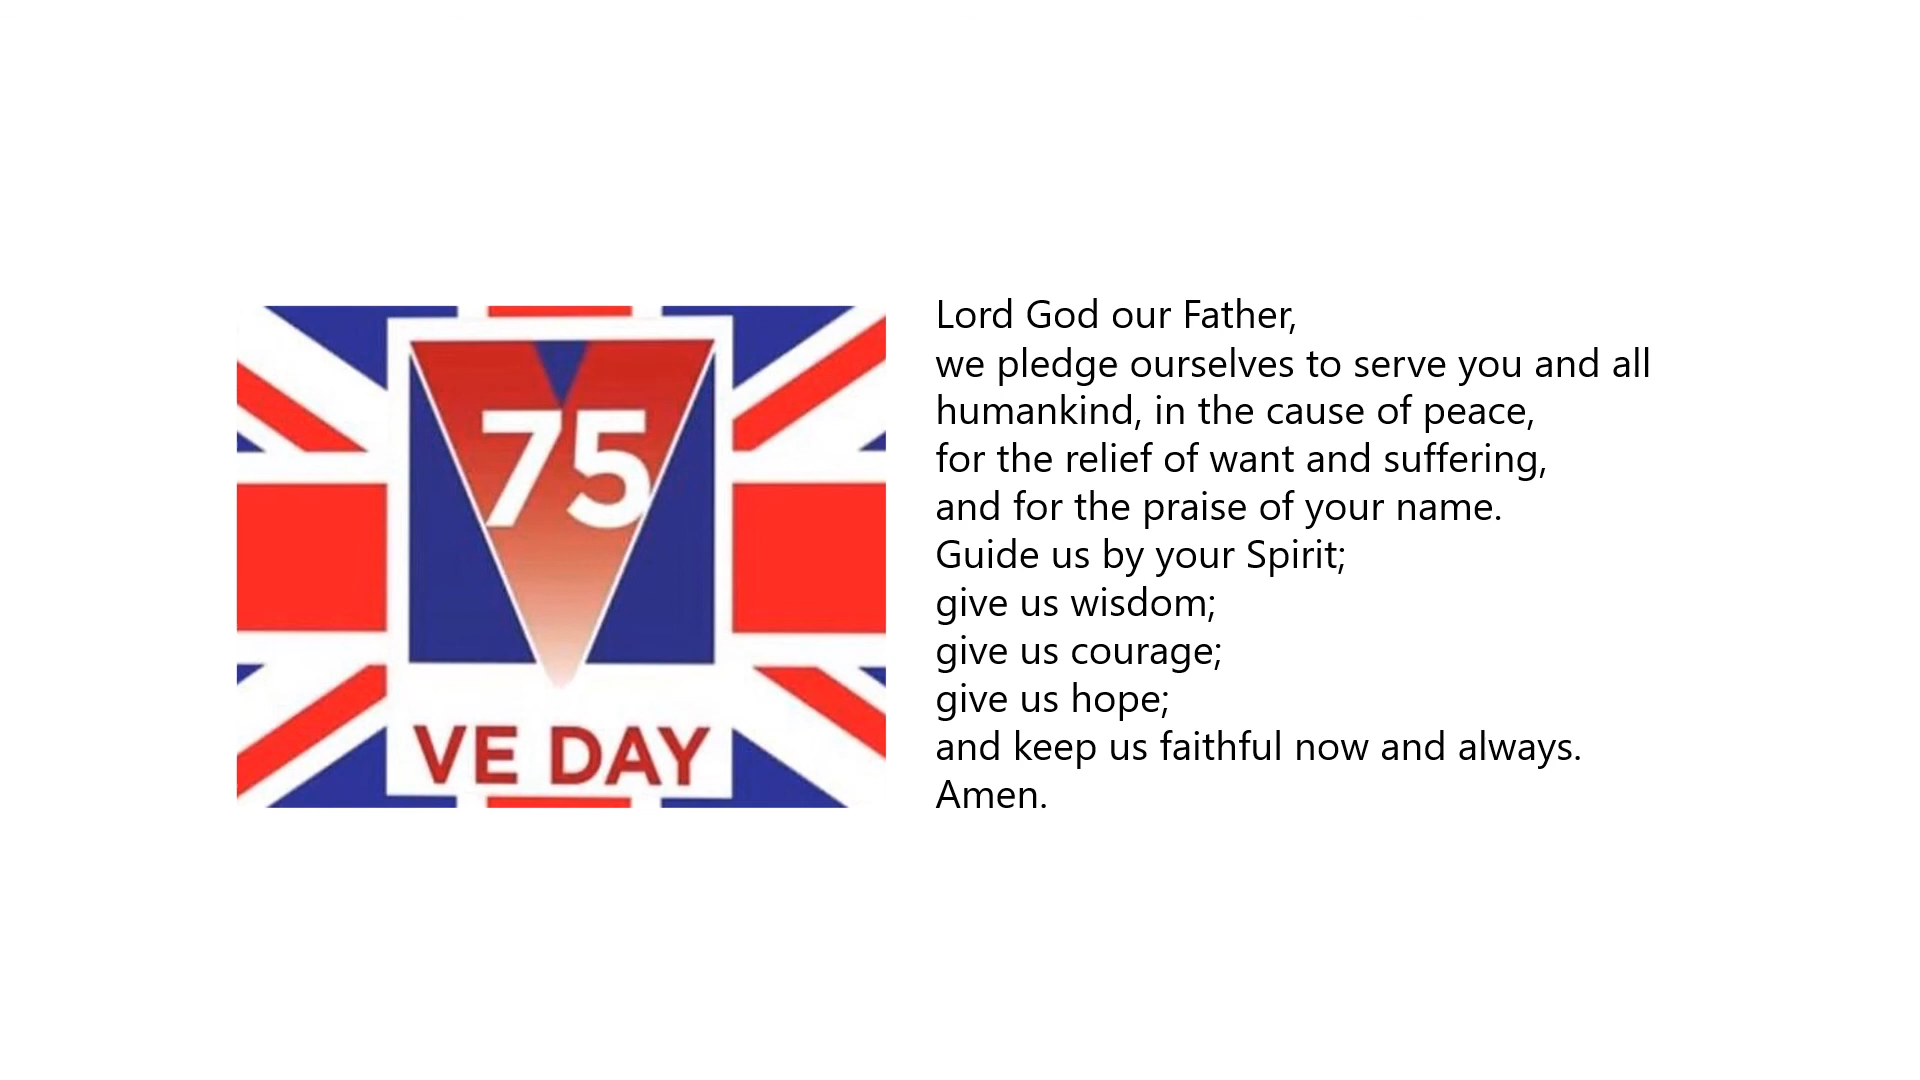 75
VE DAY
Lord God our Father,
we pledge ourselves to serve you and all
humankind, in the cause of peace,
for the relief of want and suffering,
and for the praise of your name.
Guide us by your Spirit;
give us wisdom;
give us courage;
give us hope;
and keep us faithful now and always.
Amen.